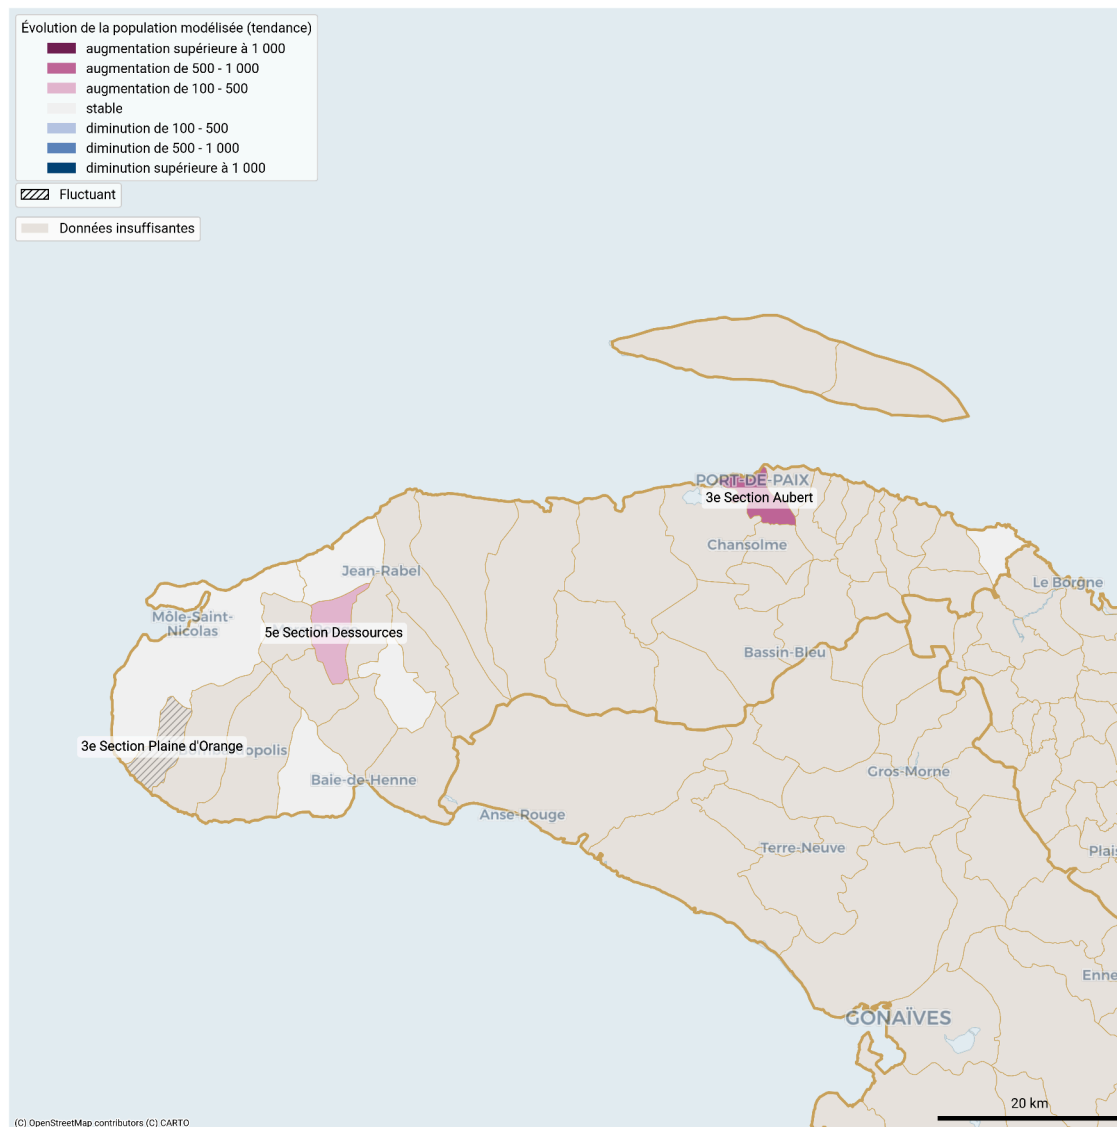 Évolution de la population modélisée (tendance)
augmentation supérieure à 1 000
augmentation de 500 - 1 000
augmentation de 100 - 500
stable
diminution de 100 - 500
diminution de 500 - 1 000
diminution supérieure à 1 000
Fluctuant
Données insuffisantes
PORT-DE-PAIX
3e Section Aubert
Chansolme
Jean-Rabel
Le Borgne
Môle-Saint-
Nicolas
5e Section Dessources
Bassin-Bleu
3e Section Plaine d'Orange
opolis
Baie-de-Henne
Gros-Morne
Anse-Rouge
Terre-Neuve
Plais
Enne
GONAÏVES
20 km
(C) OpenStreetMap contributors (C) CARTO